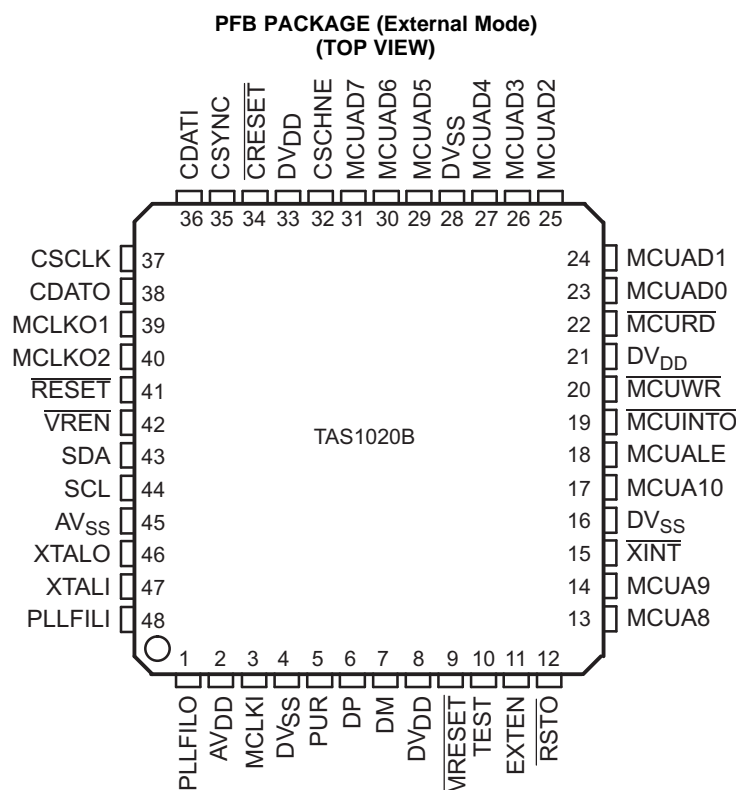 PFB PACKAGE (External Mode)
(TOP VIEW)
CDATI
CSYNC
CRESET
DVDD
CSCHNE
MCUAD7
MCUAD6
MCUAD5
DVSS
MCUAD4
MCUAD3
MCUAD2
36 35 34 33 32 31 30 29 28 27 26 25
CSCLK 37
CDATO 38
MCLKO1 39
MCLKO2 40
RESET 41
VREN 42
SDA 43
SCL 44
AVSS 45
XTALO 46
XTALI 47
PLLFILI 48
TAS1020B
24 MCUAD1
23 MCUAD0
22 MCURD
21 DVDD
20 MCUWR
19 MCUINTO
18 MCUALE
17 MCUA10
16 DVSS
15 XINT
14 MCUA9
13 MCUA8
1 2 3 4 5 6 7 8 9 10 11 12
PLLFILO
AVDD
MCLKI
DVSS
PUR
DP
DM
DVDD
MRESET
TEST
EXTEN
RSTO